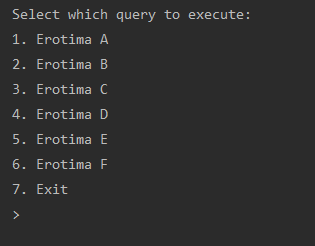 Select which query to execute:
1. Erotima A
2. Erotima B
3. Erotima C
4. Erotima D
5. Erotima E
6. Erotima F
7. Exit
>